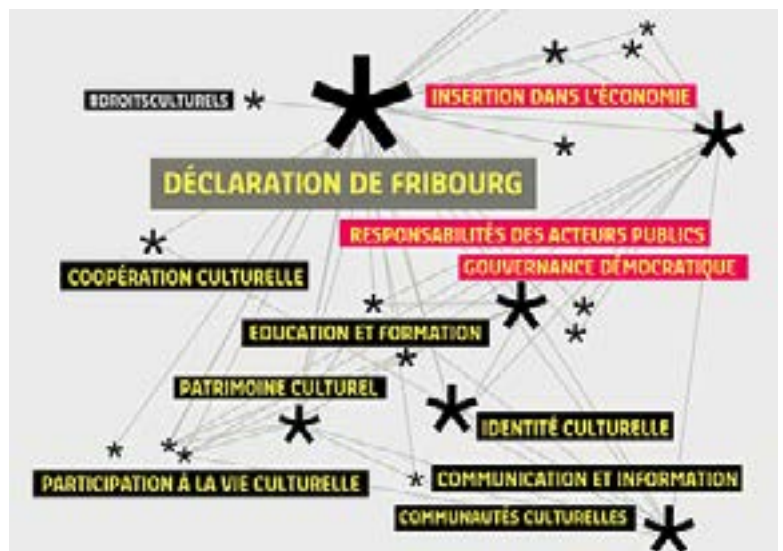 #DROITSCULTURELS
INSERTION DANS L'ÉCONOMIE
DÉCLARATION DE FRIBOURG
RESPONSABILITÉS DES ACTEURS PUBLICS
GOUVERNANCE DÉMOCRATIQUE
COOPÉRATION CULTURELLE
EDUCATION ET FORMATION
PATRIMOINE CULTUREL
IDENTITÉ CULTURELLE
PARTICIPATION À LA VIE CULTURELLE
COMMUNICATION ET INFORMATION
COMMUNAUTÉS CULTURELLES